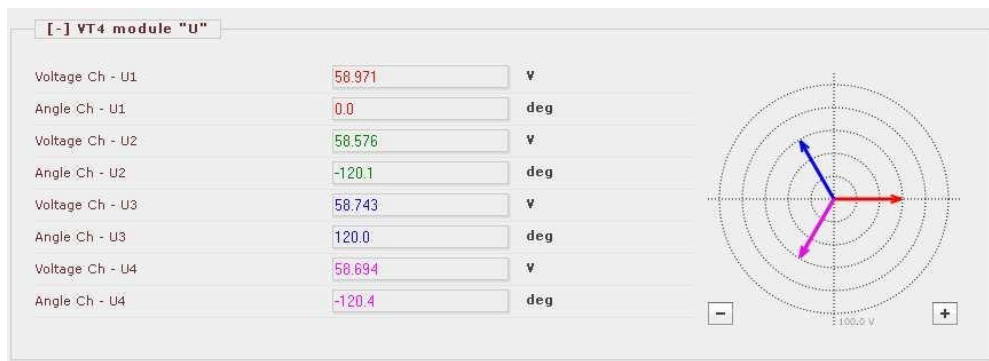 [-] VT4 module "U"
Voltage Ch - U1 58.971 V
Angle Ch - U1 0.0 deg
Voltage Ch - U2 58.576 V
Angle Ch - U2 -120.1 deg
Voltage Ch - U3 58.743 V
Angle Ch - U3 120.0 deg
Voltage Ch - U4 58.694 V
Angle Ch - U4 -120.4 deg
- +
100.0 V